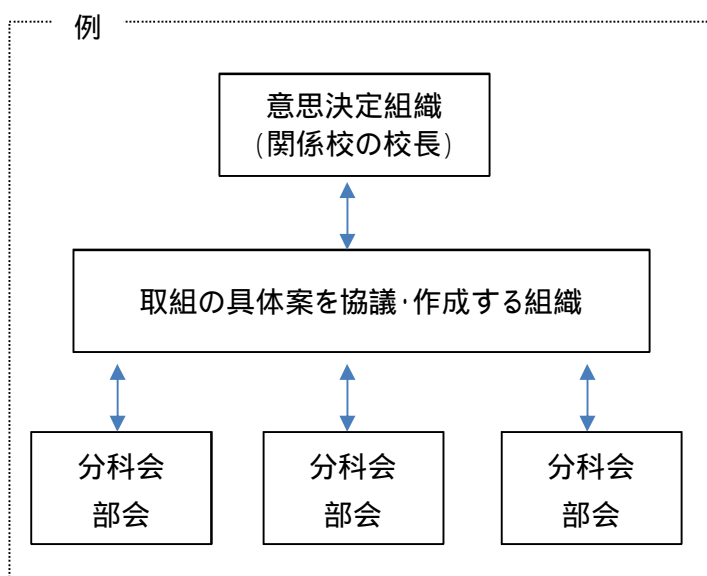 例
意思決定組織
(関係校の校長)
取組の具体案を協議・作成する組織
分科会
部会
分科会
部会
分科会
部会